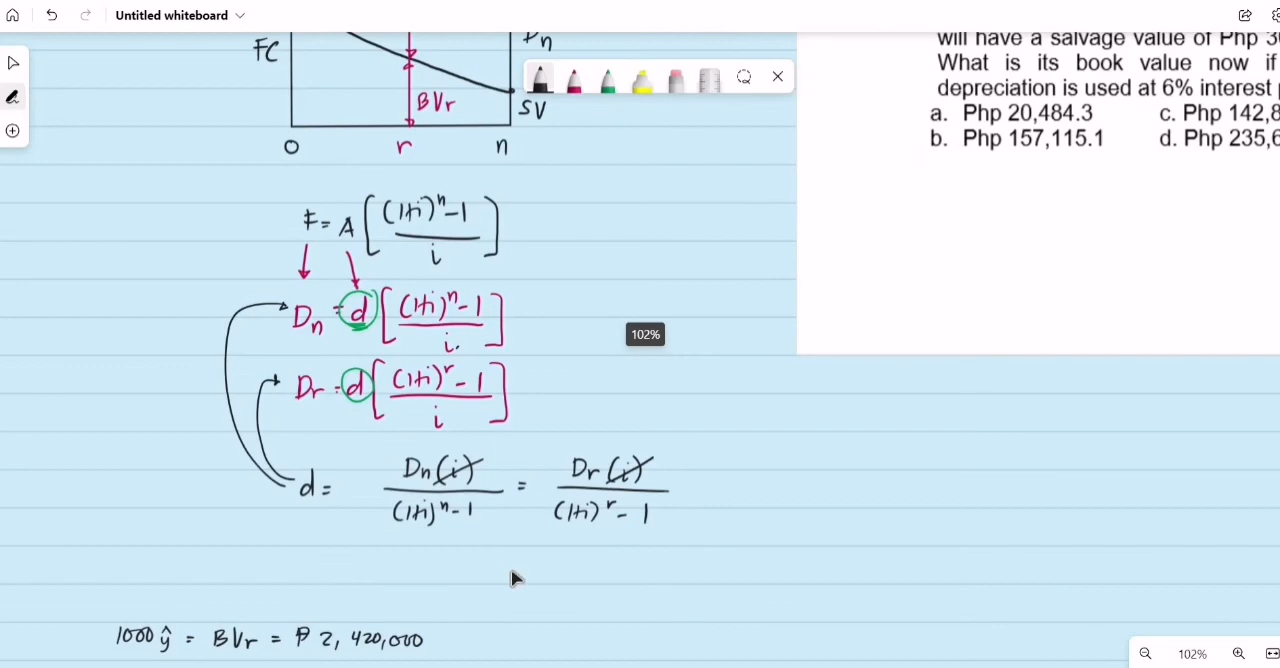 Untitled whiteboard
FC
BVr
SV
0 r n
will have a salvage value of Php 3
What is its book value now if
depreciation is used at 6% interest
a. Php 20,484.3 c. Php 142,8
b. Php 157,115.1 d. Php 235,6
F = A [ (1+i)^n - 1 / i ]
Dn = d [ (1+i)^n - 1 / i ]
102%
Dr = d [ (1+i)^r - 1 / i ]
d = Dn (i) / (1+i)^n - 1 = Dr (i) / (1+i)^r - 1
1000 ŷ = BVr = ₱ 2,420,000
102%